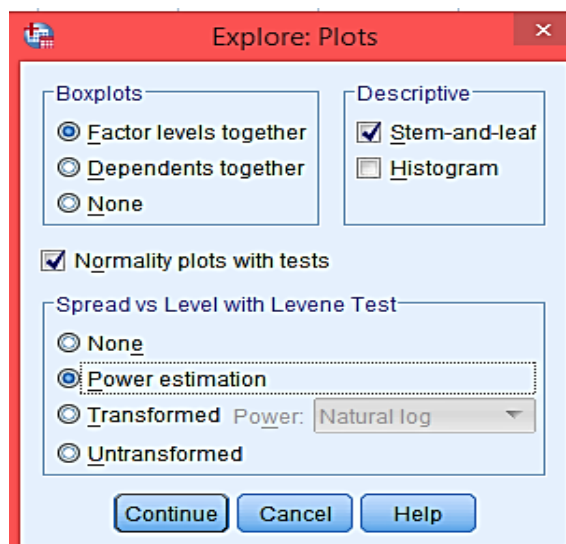 Explore: Plots
Boxplots
Factor levels together
Dependents together
None
Descriptive
Stem-and-leaf
Histogram
Normality plots with tests
Spread vs Level with Levene Test
None
Power estimation
Transformed Power: Natural log
Untransformed
Continue Cancel Help